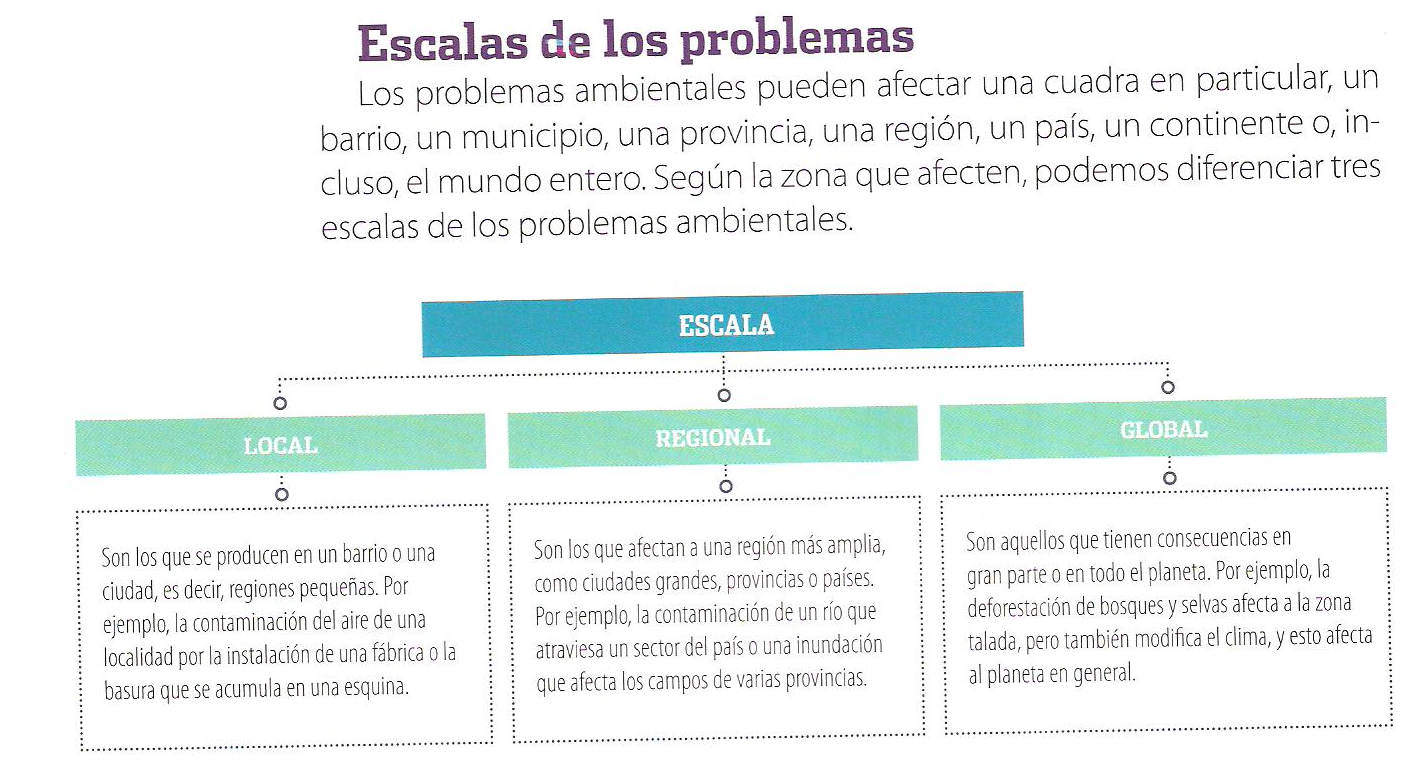 Escalas de los problemas
Los problemas ambientales pueden afectar una cuadra en particular, un
barrio, un municipio, una provincia, una región, un país, un continente o, in-
cluso, el mundo entero. Según la zona que afecten, podemos diferenciar tres
escalas de los problemas ambientales.
ESCALA
LOCAL
Son los que se producen en un barrio o una
ciudad, es decir, regiones pequeñas. Por
ejemplo, la contaminación del aire de una
localidad por la instalación de una fábrica o la
basura que se acumula en una esquina.
REGIONAL
Son los que afectan a una región más amplia,
como ciudades grandes, provincias o países.
Por ejemplo, la contaminación de un río que
atraviesa un sector del país o una inundación
que afecta los campos de varias provincias.
GLOBAL
Son aquellos que tienen consecuencias en
gran parte o en todo el planeta. Por ejemplo, la
deforestación de bosques y selvas afecta a la zona
talada, pero también modifica el clima, y esto afecta
al planeta en general.